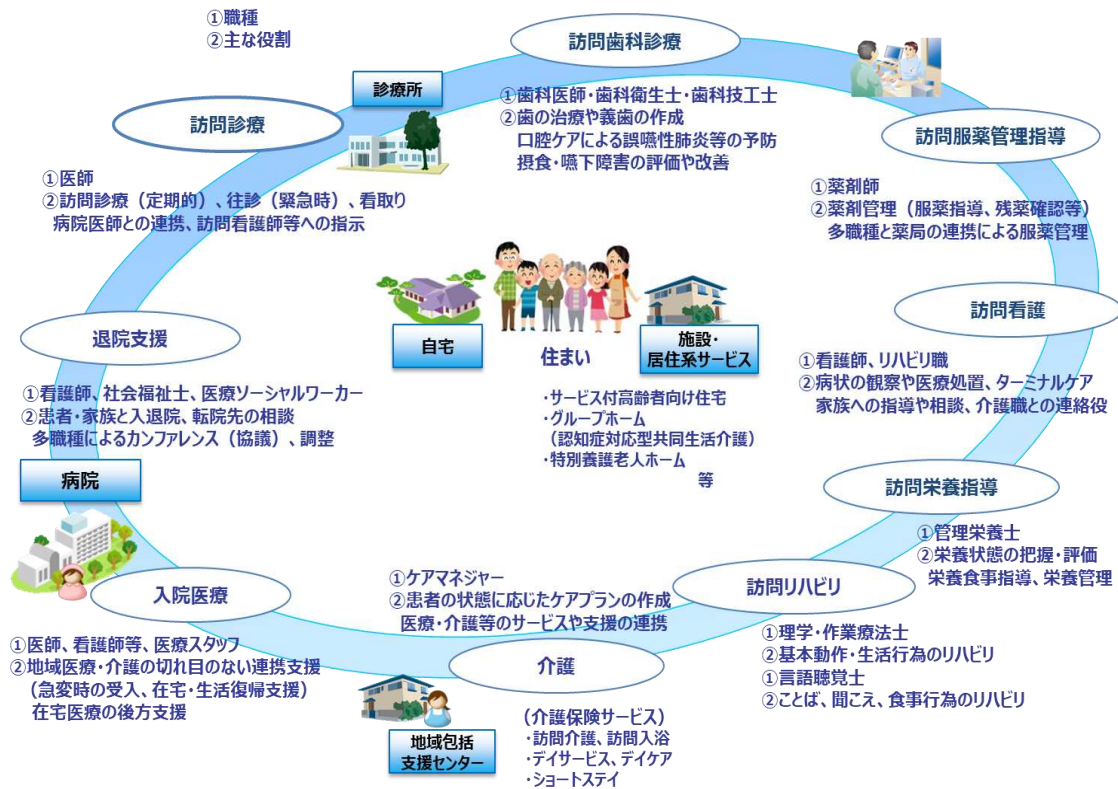 ①職種
②主な役割
訪問歯科診療
①歯科医師・歯科衛生士・歯科技工士
②歯の治療や義歯の作成
口腔ケアによる誤嚥性肺炎等の予防
摂食・嚥下障害の評価や改善
診療所
訪問診療
①医師
②訪問診療（定期的）、往診（緊急時）、看取り
病院医師との連携、訪問看護師等への指示
訪問服薬管理指導
①薬剤師
②薬剤管理（服薬指導、残薬確認等）
多職種と薬局の連携による服薬管理
訪問看護
①看護師、リハビリ職
②病状の観察や医療処置、ターミナルケア
家族への指導や相談、介護職との連絡役
自宅
住まい
施設・
居住系サービス
・サービス付高齢者向け住宅
・グループホーム
（認知症対応型共同生活介護）
・特別養護老人ホーム
等
退院支援
①看護師、社会福祉士、医療ソーシャルワーカー
②患者・家族と入退院、転院先の相談
多職種によるカンファレンス（協議）、調整
病院
訪問栄養指導
①管理栄養士
②栄養状態の把握・評価
栄養食事指導、栄養管理
入院医療
①医師、看護師等、医療スタッフ
②地域医療・介護の切れ目のない連携支援
（急変時の受入、在宅・生活復帰支援）
在宅医療の後方支援
①ケアマネジャー
②患者の状態に応じたケアプランの作成
医療・介護等のサービスや支援の連携
介護
（介護保険サービス）
・訪問介護、訪問入浴
・デイサービス、デイケア
・ショートステイ
地域包括
支援センター
訪問リハビリ
①理学・作業療法士
②基本動作・生活行為のリハビリ
①言語聴覚士
②ことば、聞こえ、食事行為のリハビリ